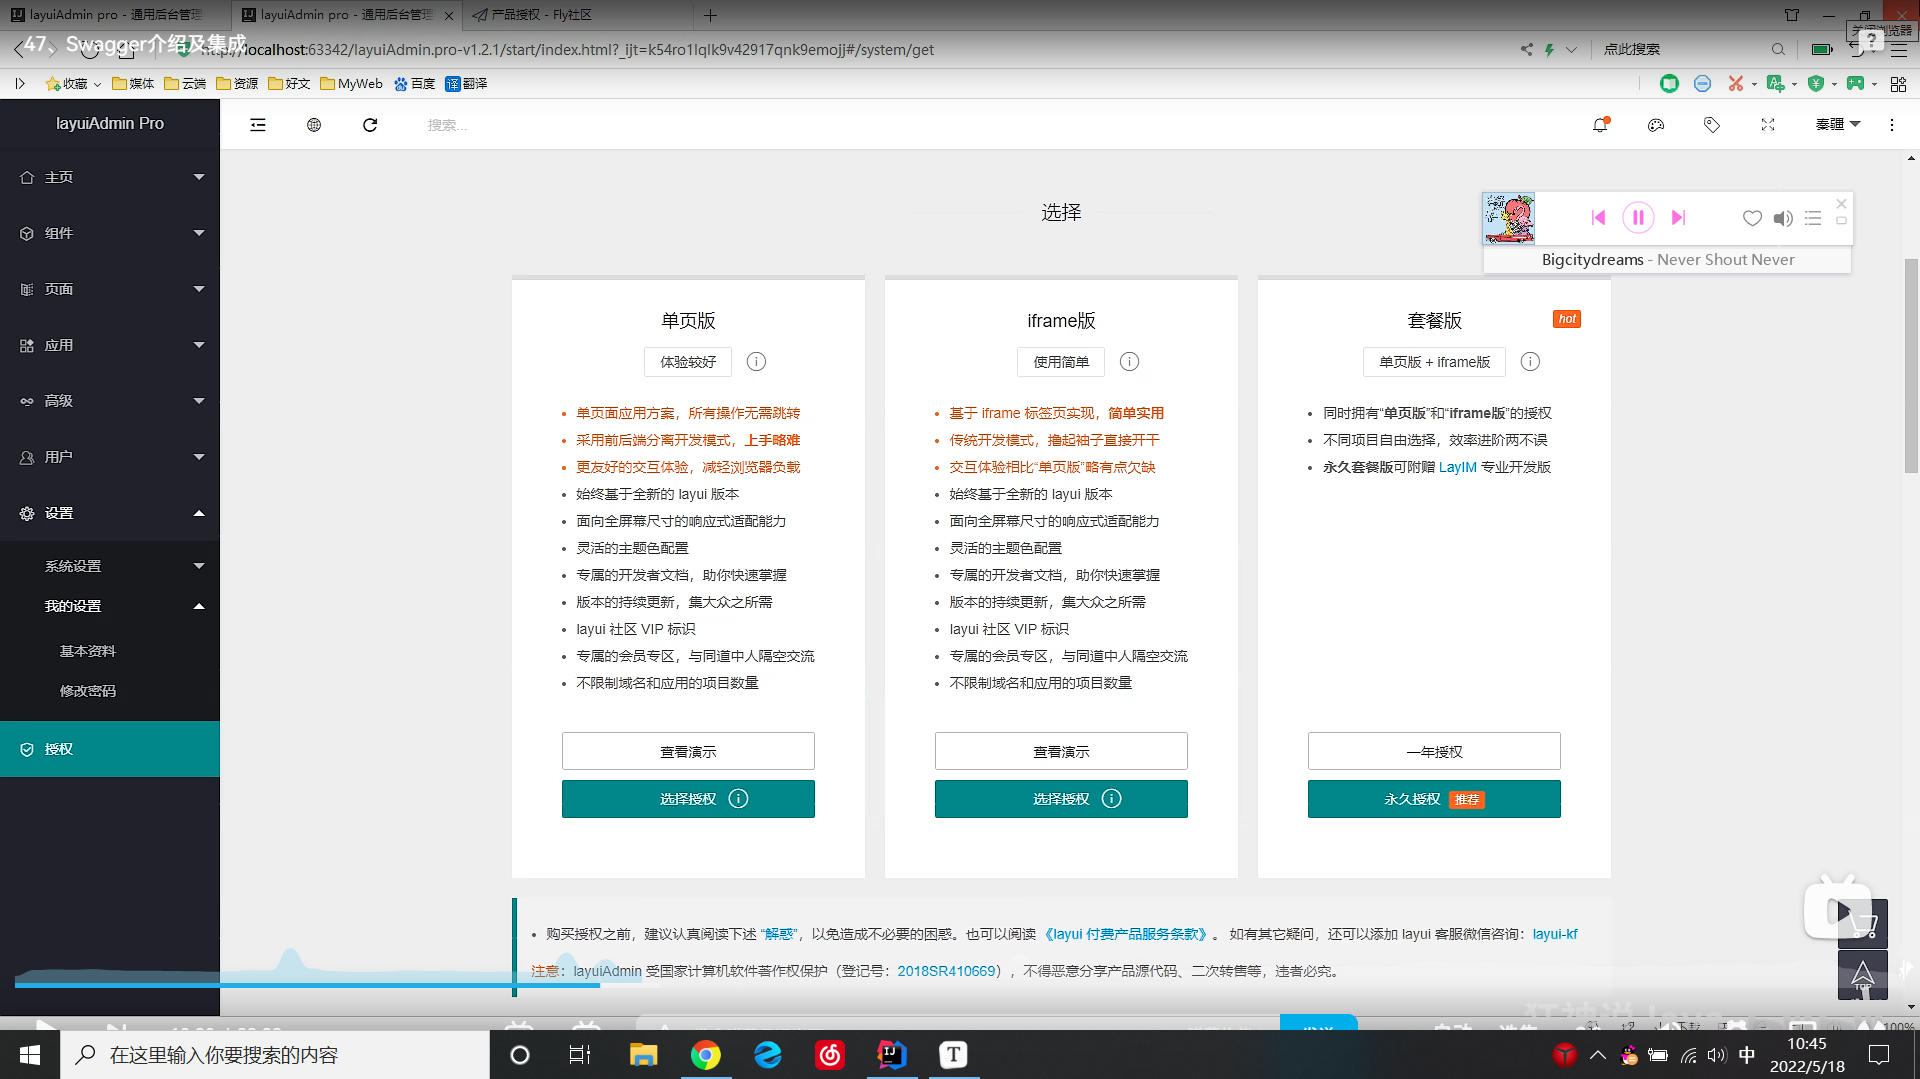 layuiAdmin pro - 通用后台管理
layuiAdmin pro - 通用后台管理
产品授权 - Fly社区
47、Swagger介绍及集成
关闭浏览器
localhost:63342/layuiAdmin.pro-v1.2.1/start/index.html?_ijt=k54ro1lqlk9v42917qnk9emojj#/system/get
点此搜索
收藏
媒体
云端
资源
好文
MyWeb
百度
译 翻译
layuiAdmin Pro
搜索...
秦疆
主页
组件
页面
应用
高级
用户
设置
系统设置
我的设置
基本资料
修改密码
授权
选择
Bigcitydreams - Never Shout Never
单页版
体验较好
单页面应用方案，所有操作无需跳转
采用前后端分离开发模式，上手略难
更友好的交互体验，减轻浏览器负载
始终基于全新的 layui 版本
面向全屏幕尺寸的响应式适配能力
灵活的主题色配置
专属的开发者文档，助你快速掌握
版本的持续更新，集大众之所需
layui 社区 VIP 标识
专属的会员专区，与同道中人隔空交流
不限制域名和应用的项目数量
查看演示
选择授权
iframe版
使用简单
基于 iframe 标签页实现，简单实用
传统开发模式，撸起袖子直接开干
交互体验相比“单页版”略有点欠缺
始终基于全新的 layui 版本
面向全屏幕尺寸的响应式适配能力
灵活的主题色配置
专属的开发者文档，助你快速掌握
版本的持续更新，集大众之所需
layui 社区 VIP 标识
专属的会员专区，与同道中人隔空交流
不限制域名和应用的项目数量
查看演示
选择授权
套餐版
hot
单页版 + iframe版
同时拥有“单页版”和“iframe版”的授权
不同项目自由选择，效率进阶两不误
永久套餐版可附赠 LayIM 专业开发版
一年授权
永久授权 推荐
购买授权之前，建议认真阅读下述 “解惑”，以免造成不必要的困惑。也可以阅读 《layui 付费产品服务条款》 。 如有其它疑问，还可以添加 layui 客服微信咨询：layui-kf
注意：layuiAdmin 受国家计算机软件著作权保护（登记号：2018SR410669），不得恶意分享产品源代码、二次转售等，违者必究。
TOP
100%
在这里输入你要搜索的内容
中
10:45
2022/5/18